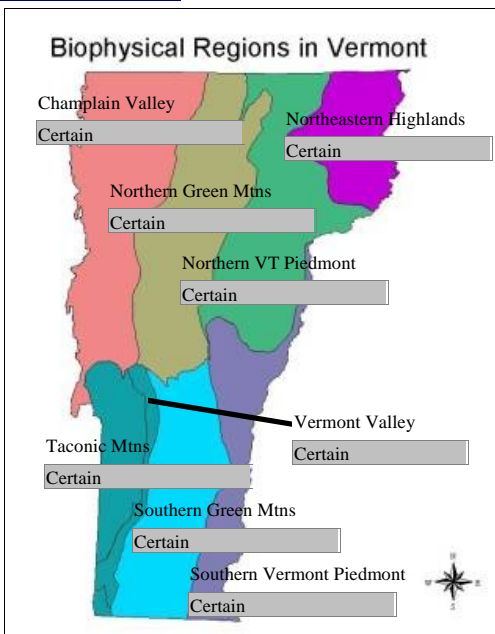 Biophysical Regions in Vermont
Champlain Valley
Certain
Northeastern Highlands
Certain
Northern Green Mtns
Certain
Northern VT Piedmont
Certain
Vermont Valley
Certain
Taconic Mtns
Certain
Southern Green Mtns
Certain
Southern Vermont Piedmont
Certain
N
W E
S